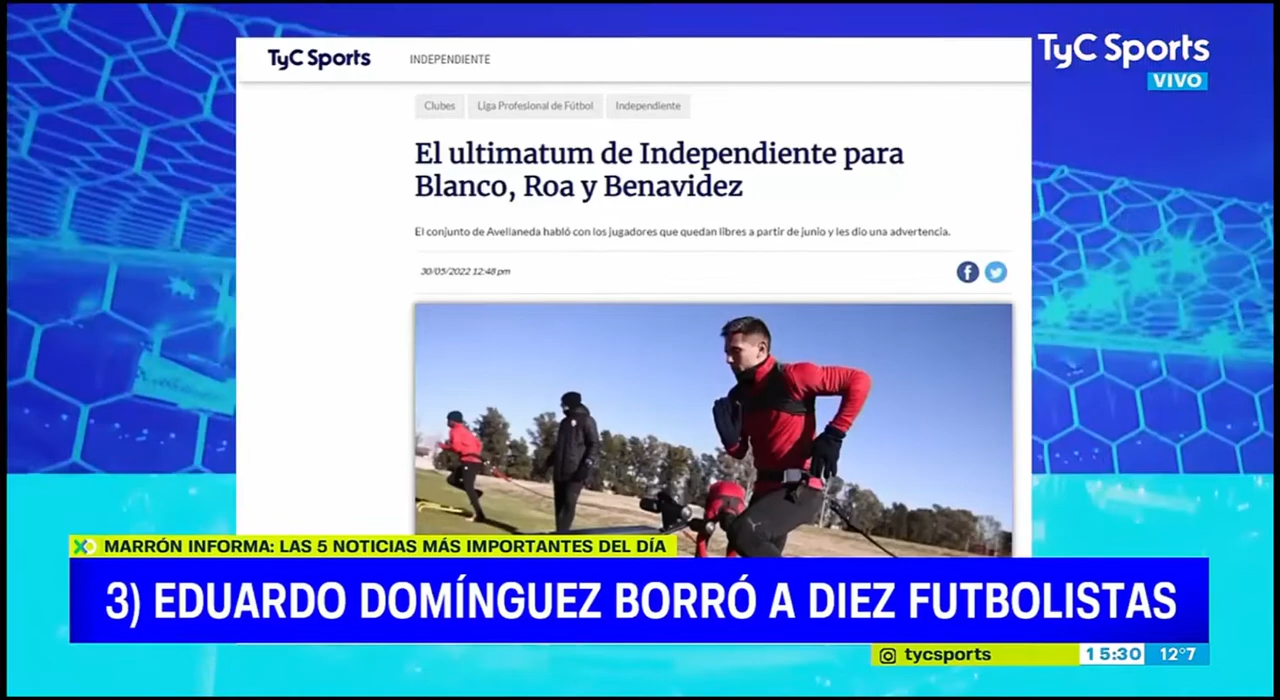 TyC Sports
INDEPENDIENTE
TyC Sports
VIVO
Clubes
Liga Profesional de Fútbol
Independiente
El ultimatum de Independiente para
Blanco, Roa y Benavidez
El conjunto de Avellaneda habló con los jugadores que quedan libres a partir de junio y les dio una advertencia.
30/05/2022 12:48 pm
MARRÓN INFORMA: LAS 5 NOTICIAS MÁS IMPORTANTES DEL DÍA
3) EDUARDO DOMÍNGUEZ BORRÓ A DIEZ FUTBOLISTAS
tycsports
15:30
12°7